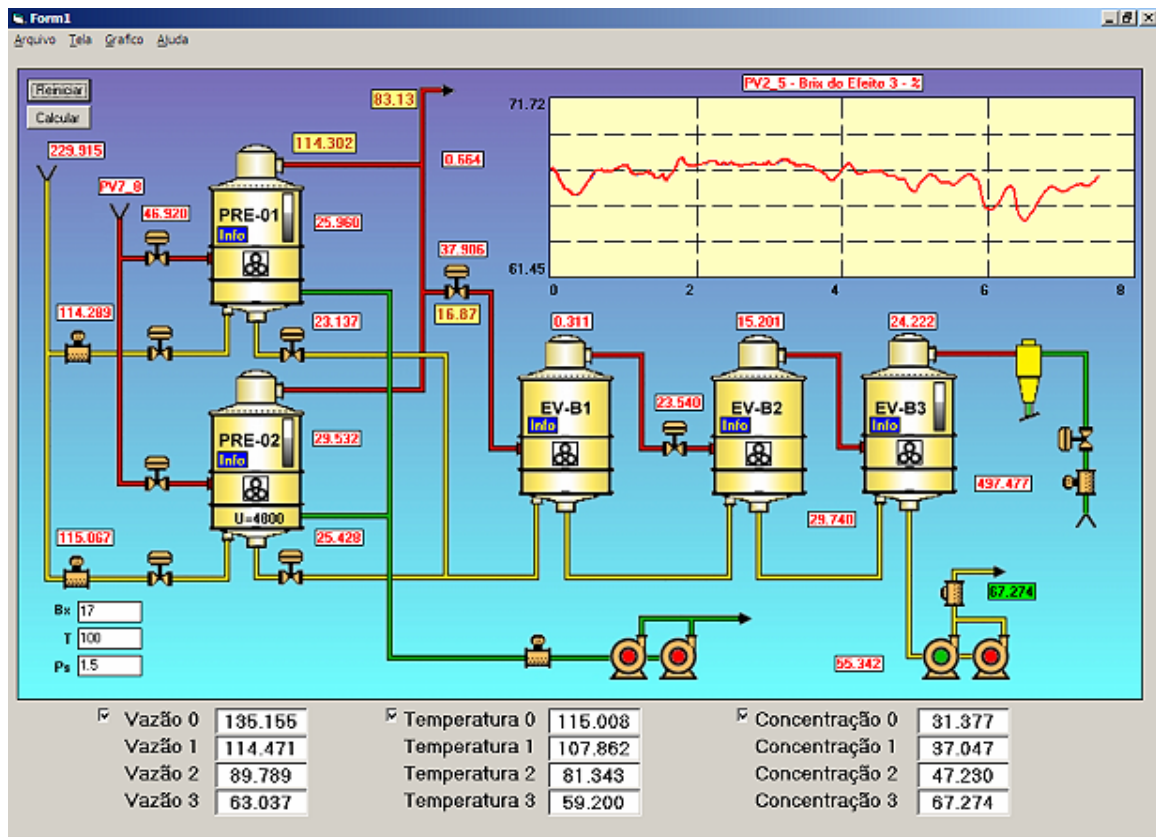 Form1
Arquivo Tela Grafico Ajuda
Reiniciar
Calcular
PV2_5 - Brix do Efeito 3 - %
71.72
61.45
0 2 4 6 8
83.13
114.302
229.915
0.664
PV7_8
46.920
PRE-01
Info
25.960
37.906
16.87
114.289
23.137
0.311
15.201
24.222
PRE-02
Info
29.532
U=4000
EV-B1
Info
23.540
EV-B2
Info
EV-B3
Info
497.477
29.740
115.067
25.428
67.274
55.342
Bx 17
T 100
Ps 1.5
Vazão 0 135.155 Temperatura 0 115.008 Concentração 0 31.377
Vazão 1 114.471 Temperatura 1 107.862 Concentração 1 37.047
Vazão 2 89.789 Temperatura 2 81.343 Concentração 2 47.230
Vazão 3 63.037 Temperatura 3 59.200 Concentração 3 67.274